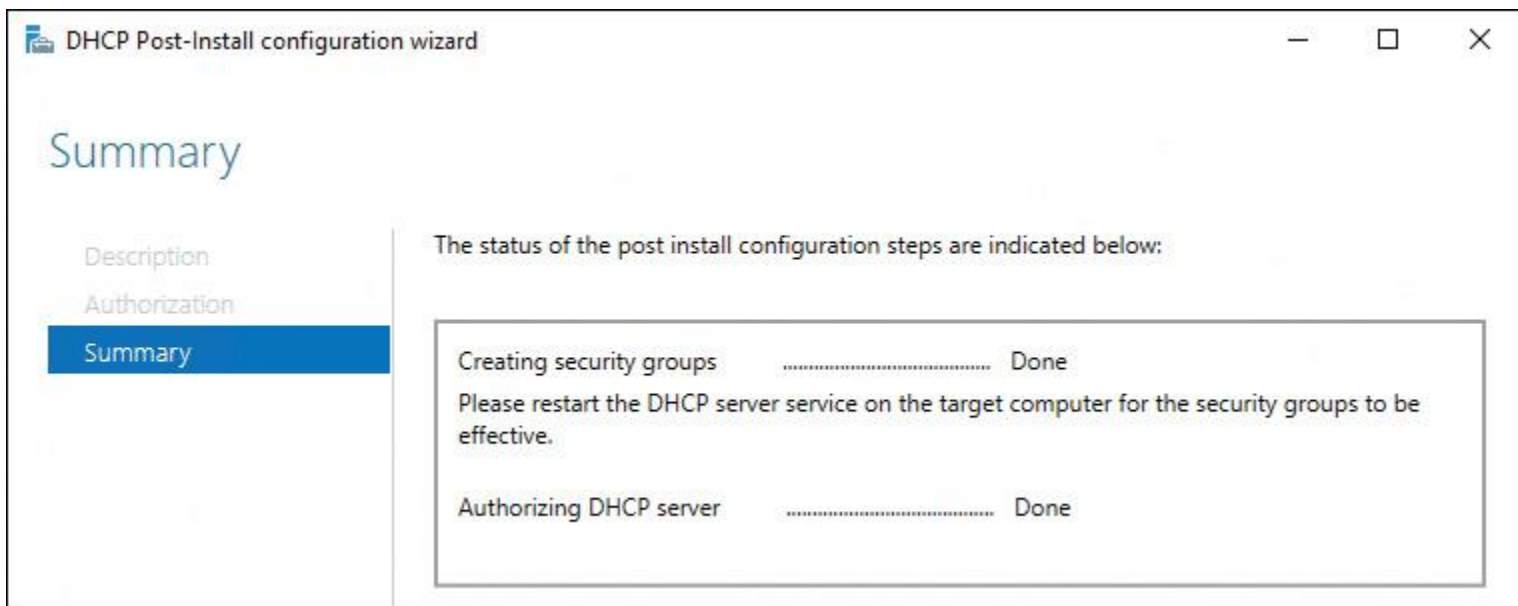 DHCP Post-Install configuration wizard
Summary
Description
Authorization
Summary
The status of the post install configuration steps are indicated below:
Creating security groups ........................................ Done
Please restart the DHCP server service on the target computer for the security groups to be
effective.
Authorizing DHCP server ........................................ Done